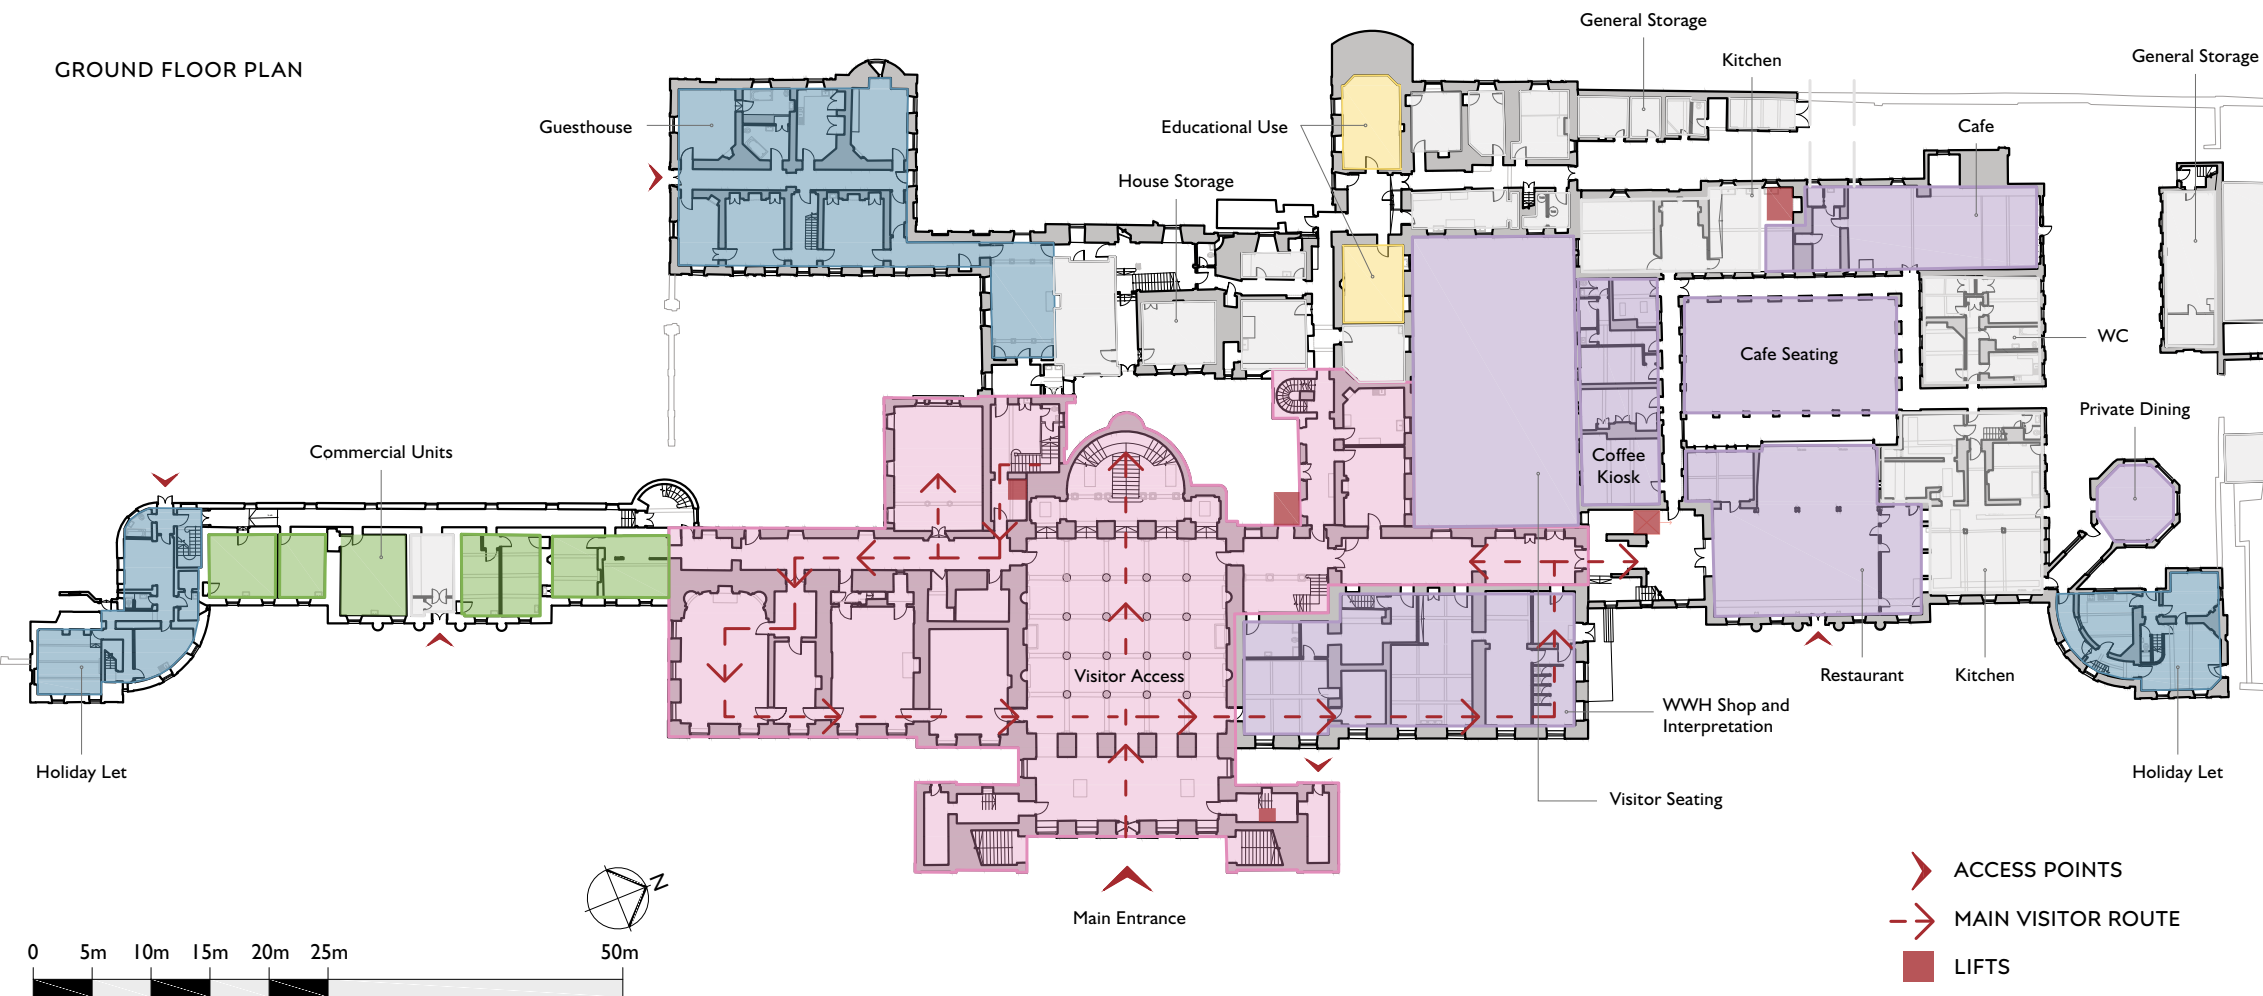 GROUND FLOOR PLAN
General Storage
Kitchen
General Storage
Guesthouse
Educational Use
Cafe
House Storage
WC
Cafe Seating
Private Dining
Commercial Units
Coffee
Kiosk
Visitor Access
Restaurant
Kitchen
WWH Shop and
Interpretation
Holiday Let
Holiday Let
Visitor Seating
N
Main Entrance
ACCESS POINTS
MAIN VISITOR ROUTE
LIFTS
0 5m 10m 15m 20m 25m 50m